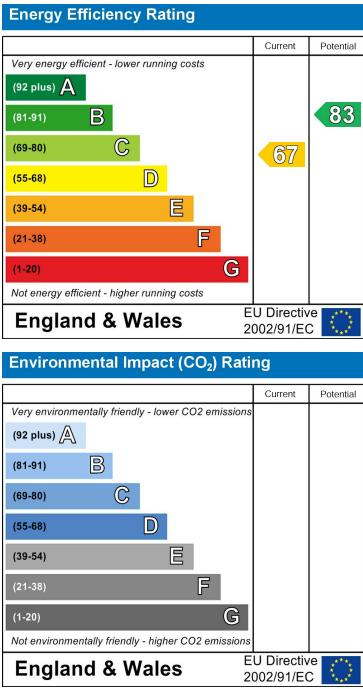 Energy Efficiency Rating
Current Potential
Very energy efficient - lower running costs
(92 plus) A
(81-91) B
83
(69-80) C
67
(55-68) D
(39-54) E
(21-38) F
(1-20) G
Not energy efficient - higher running costs
England & Wales
EU Directive
2002/91/EC
Environmental Impact (CO₂) Rating
Current Potential
Very environmentally friendly - lower CO2 emissions
(92 plus) A
(81-91) B
(69-80) C
(55-68) D
(39-54) E
(21-38) F
(1-20) G
Not environmentally friendly - higher CO2 emissions
England & Wales
EU Directive
2002/91/EC